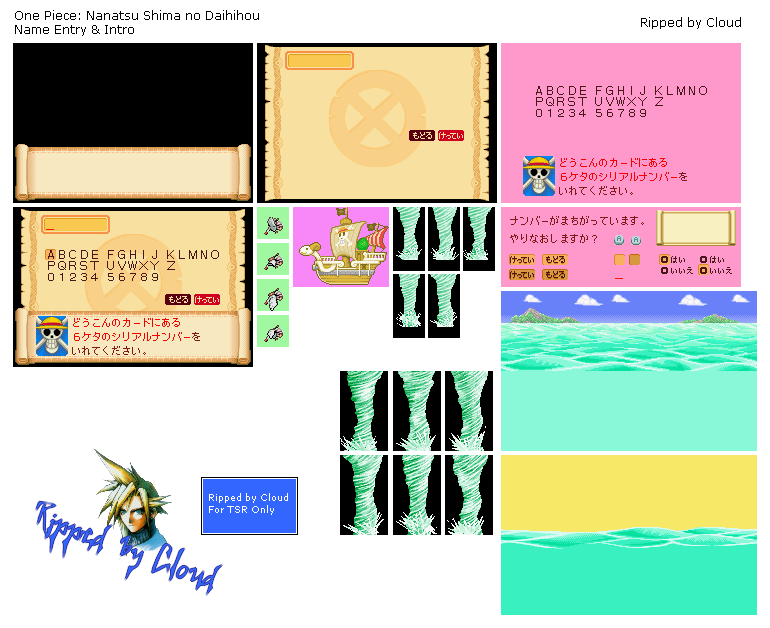 One Piece: Nanatsu Shima no Daihihou
Name Entry & Intro
Ripped by Cloud
もどる けってい
ABCDE FGHIJ KLMNO
PQRST UVWXY Z
01234 56789
どうこんのカードにある
6ケタのシリアルナンバーを
いれてください。
ABCDE FGHIJ KLMNO
PQRST UVWXY Z
01234 56789
もどる けってい
どうこんのカードにある
6ケタのシリアルナンバーを
いれてください。
ナンバーがまちがっています。
やりなおしますか？
A A
けってい もどる
けってい もどる
はい はい
いいえ いいえ
Ripped by Cloud
Ripped by Cloud
For TSR Only